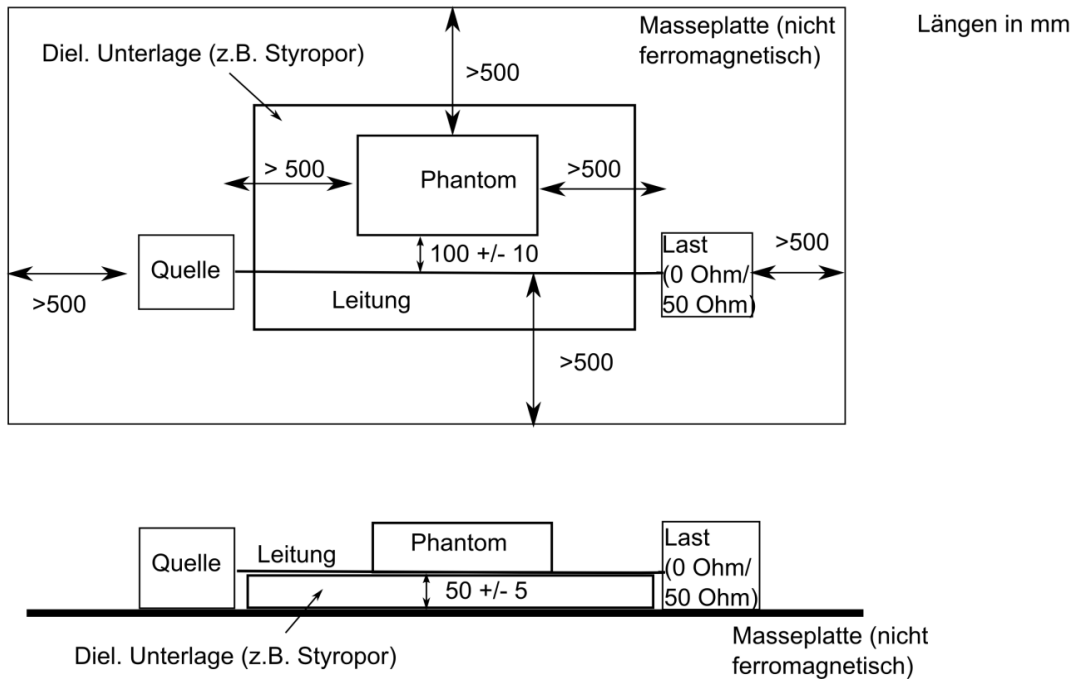 Masseplatte (nicht
ferromagnetisch)
Längen in mm
Diel. Unterlage (z.B. Styropor)
>500
> 500
Phantom
>500
100 +/- 10
Quelle
Leitung
Last
(0 Ohm/
50 Ohm)
>500
>500
>500
Quelle
Leitung
Phantom
Last
(0 Ohm/
50 Ohm)
50 +/- 5
Diel. Unterlage (z.B. Styropor)
Masseplatte (nicht
ferromagnetisch)